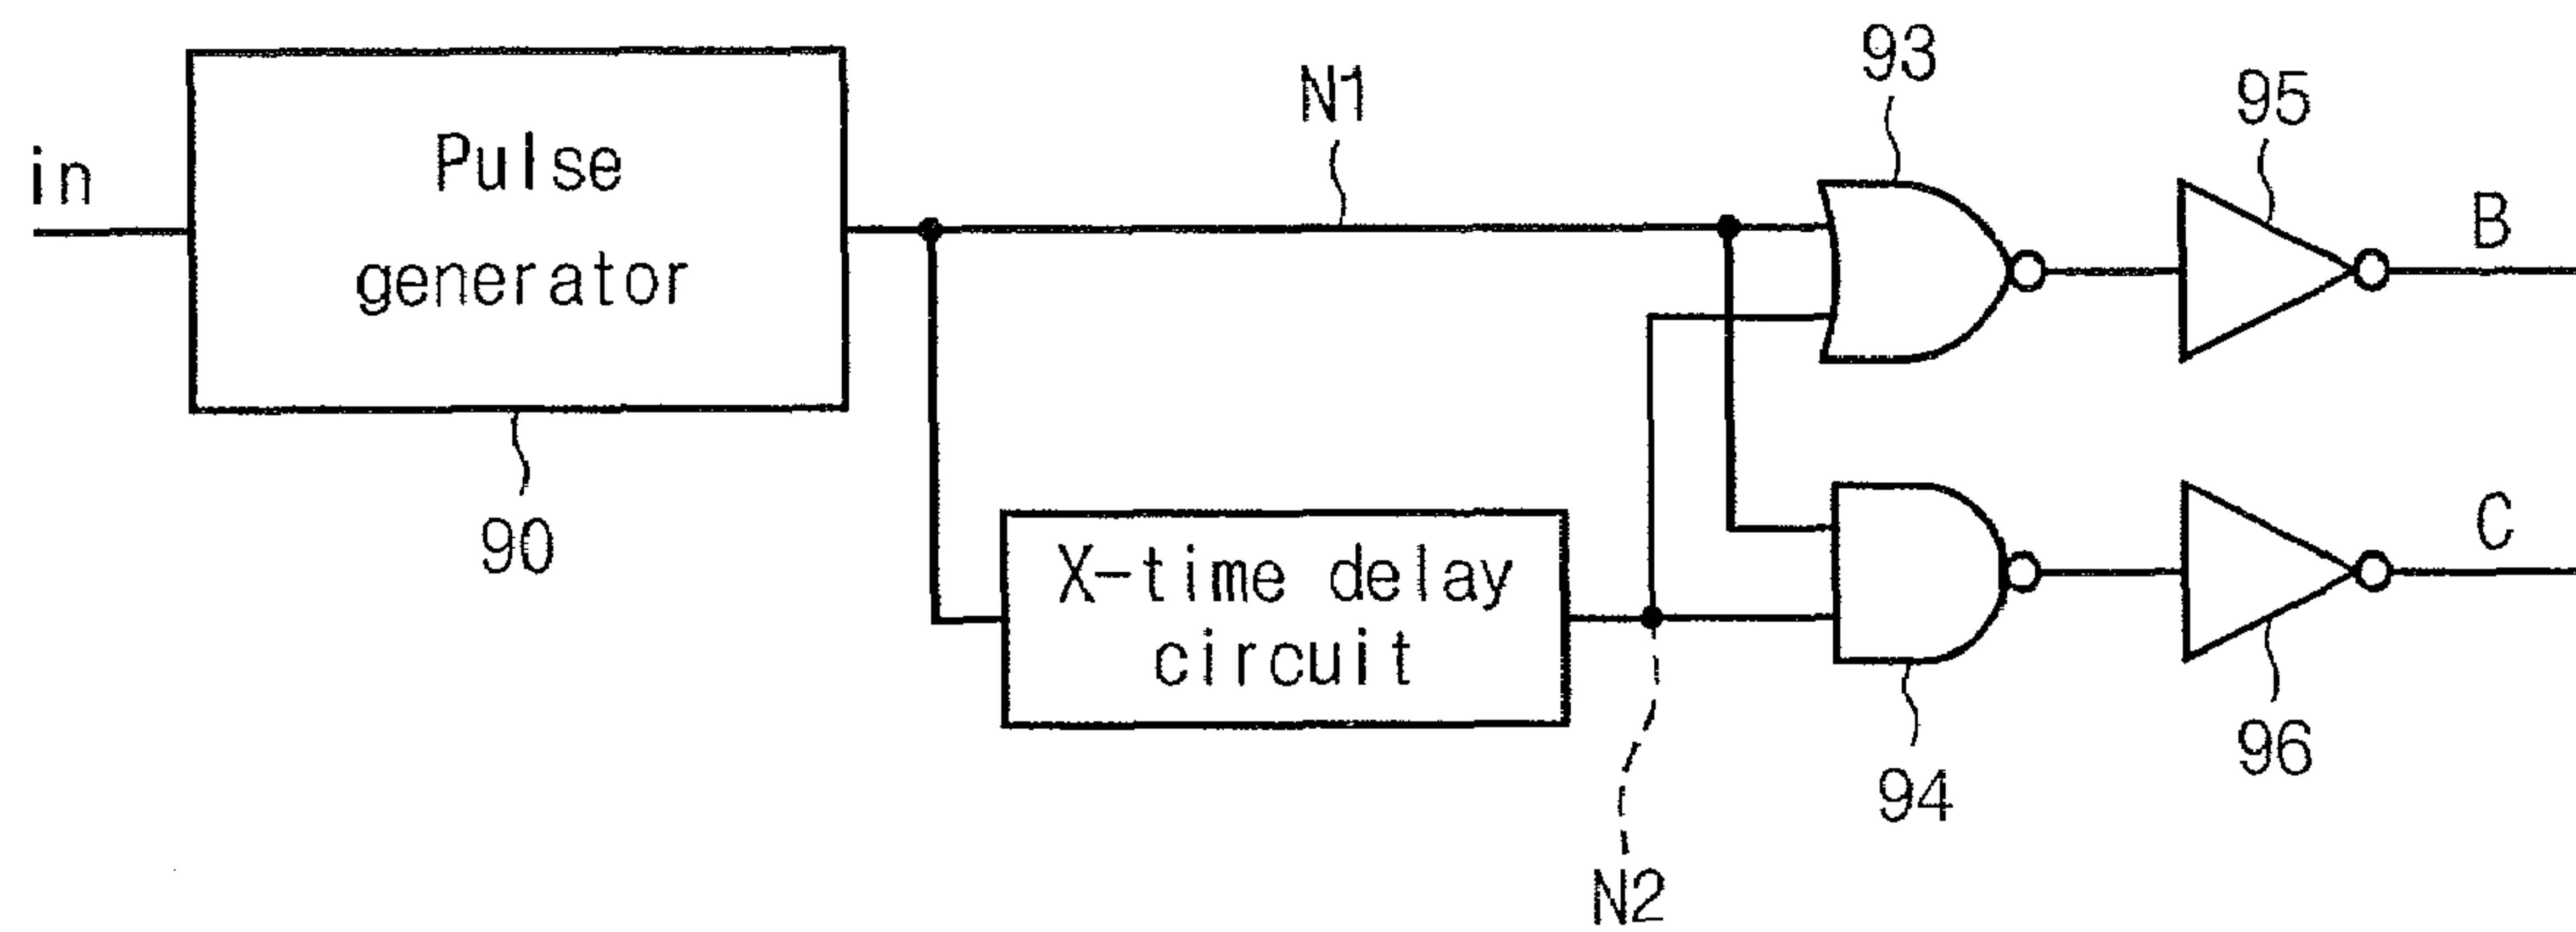 in
Pulse
generator
90
N1
X-time delay
circuit
N2
93
94
95
96
B
C